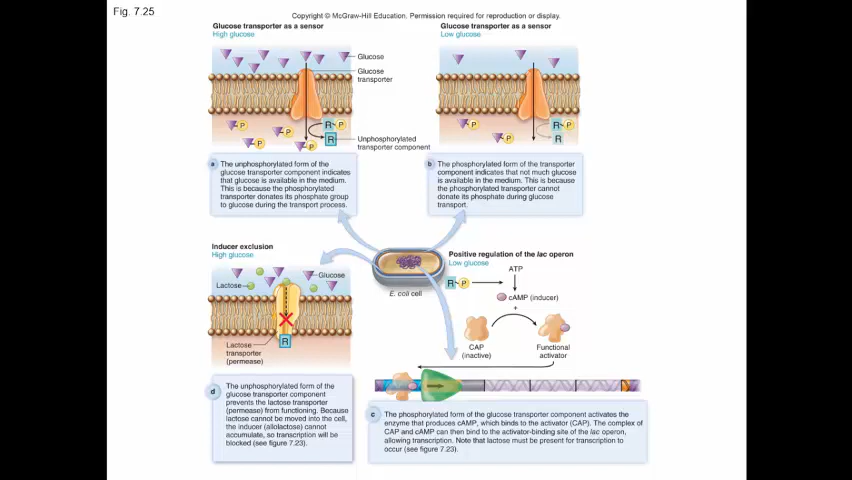 Fig. 7.25
Copyright © McGraw-Hill Education. Permission required for reproduction or display.
Glucose transporter as a sensor
High glucose
Glucose
Glucose
transporter
P
P
P
P
R P
R
Unphosphorylated
transporter component
a The unphosphorylated form of the
glucose transporter component indicates
that glucose is available in the medium.
This is because the phosphorylated
transporter donates its phosphate group
to glucose during the transport process.
Glucose transporter as a sensor
Low glucose
P
P
R P
R
b The phosphorylated form of the transporter
component indicates that not much glucose
is available in the medium. This is because
the phosphorylated transporter cannot
donate its phosphate during glucose
transport.
Inducer exclusion
High glucose
Glucose
Lactose
R
Lactose
transporter
(permease)
d The unphosphorylated form of the
glucose transporter component
prevents the lactose transporter
(permease) from functioning. Because
lactose cannot be moved into the cell,
the inducer (allolactose) cannot
accumulate, so transcription will be
blocked (see figure 7.23).
E. coli cell
Positive regulation of the lac operon
Low glucose
ATP
R P
cAMP (inducer)
+
CAP
(inactive)
Functional
activator
c The phosphorylated form of the glucose transporter component activates the
enzyme that produces cAMP, which binds to the activator (CAP). The complex of
CAP and cAMP can then bind to the activator-binding site of the lac operon,
allowing transcription. Note that lactose must be present for transcription to
occur (see figure 7.23).